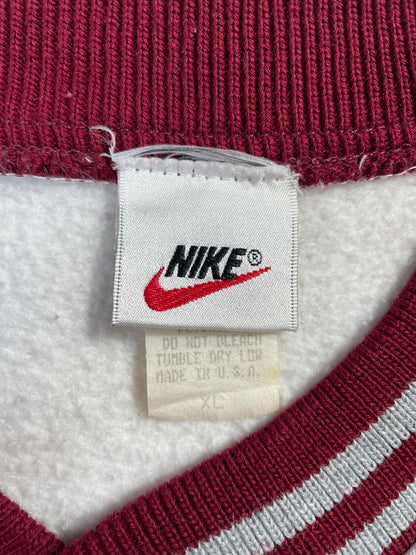 NIKE®
DO NOT BLEACH
TUMBLE DRY LOW
MADE IN U.S.A.
XL